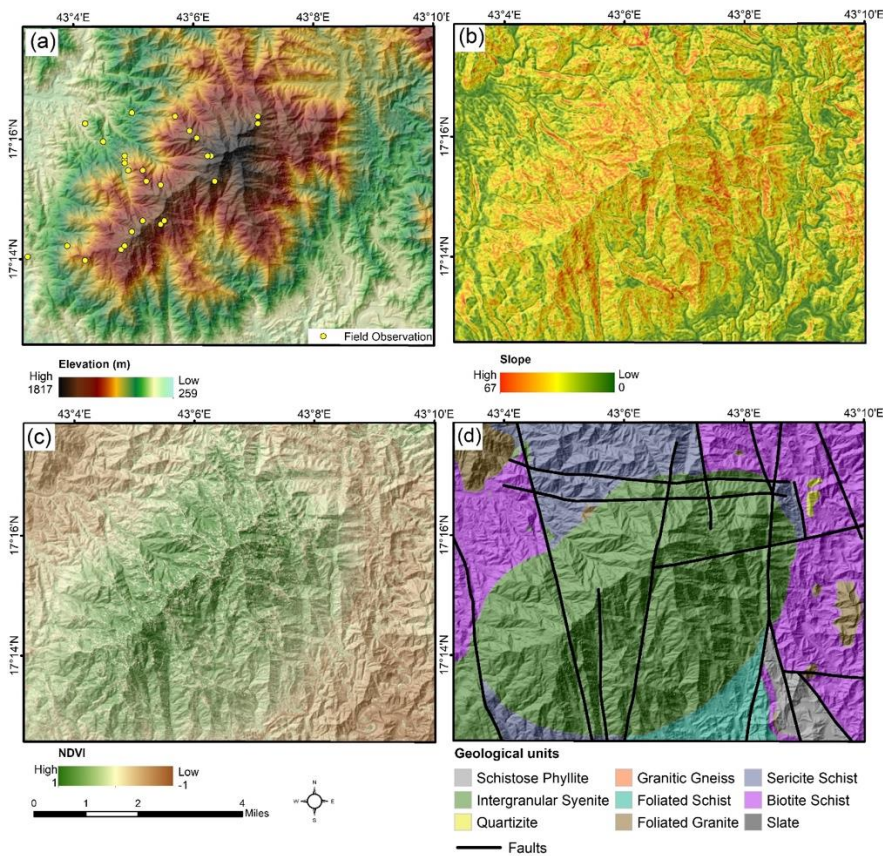 43°4'E 43°6'E 43°8'E 43°10'E
43°4'E 43°6'E 43°8'E 43°1'0"E
(a)
(b)
17°16'N
17°14'N
17°16'N
17°14'N
Field Observation
Elevation (m)
High
1817
Low
259
Slope
High
67
Low
0
43°4'E 43°6'E 43°8'E 43°10'E
43°4'E 43°6'E 43°8'E 43°1'0"E
(c)
(d)
17°16'N
17°14'N
17°16'N
17°14'N
NDVI
High
1
Low
-1
0 1 2 4
Miles
N
W E
S
Geological units
Schistose Phyllite
Granitic Gneiss
Sericite Schist
Intergranular Syenite
Foliated Schist
Biotite Schist
Quartizite
Foliated Granite
Slate
Faults